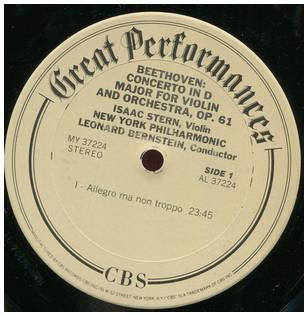 Great Performances
BEETHOVEN:
CONCERTO IN D
MAJOR FOR VIOLIN
AND ORCHESTRA, OP. 61
ISAAC STERN, Violin
NEW YORK PHILHARMONIC
LEONARD BERNSTEIN, Conductor
MY 37224
STEREO
SIDE 1
AL 37224
I - Allegro ma non troppo 23:45
CBS